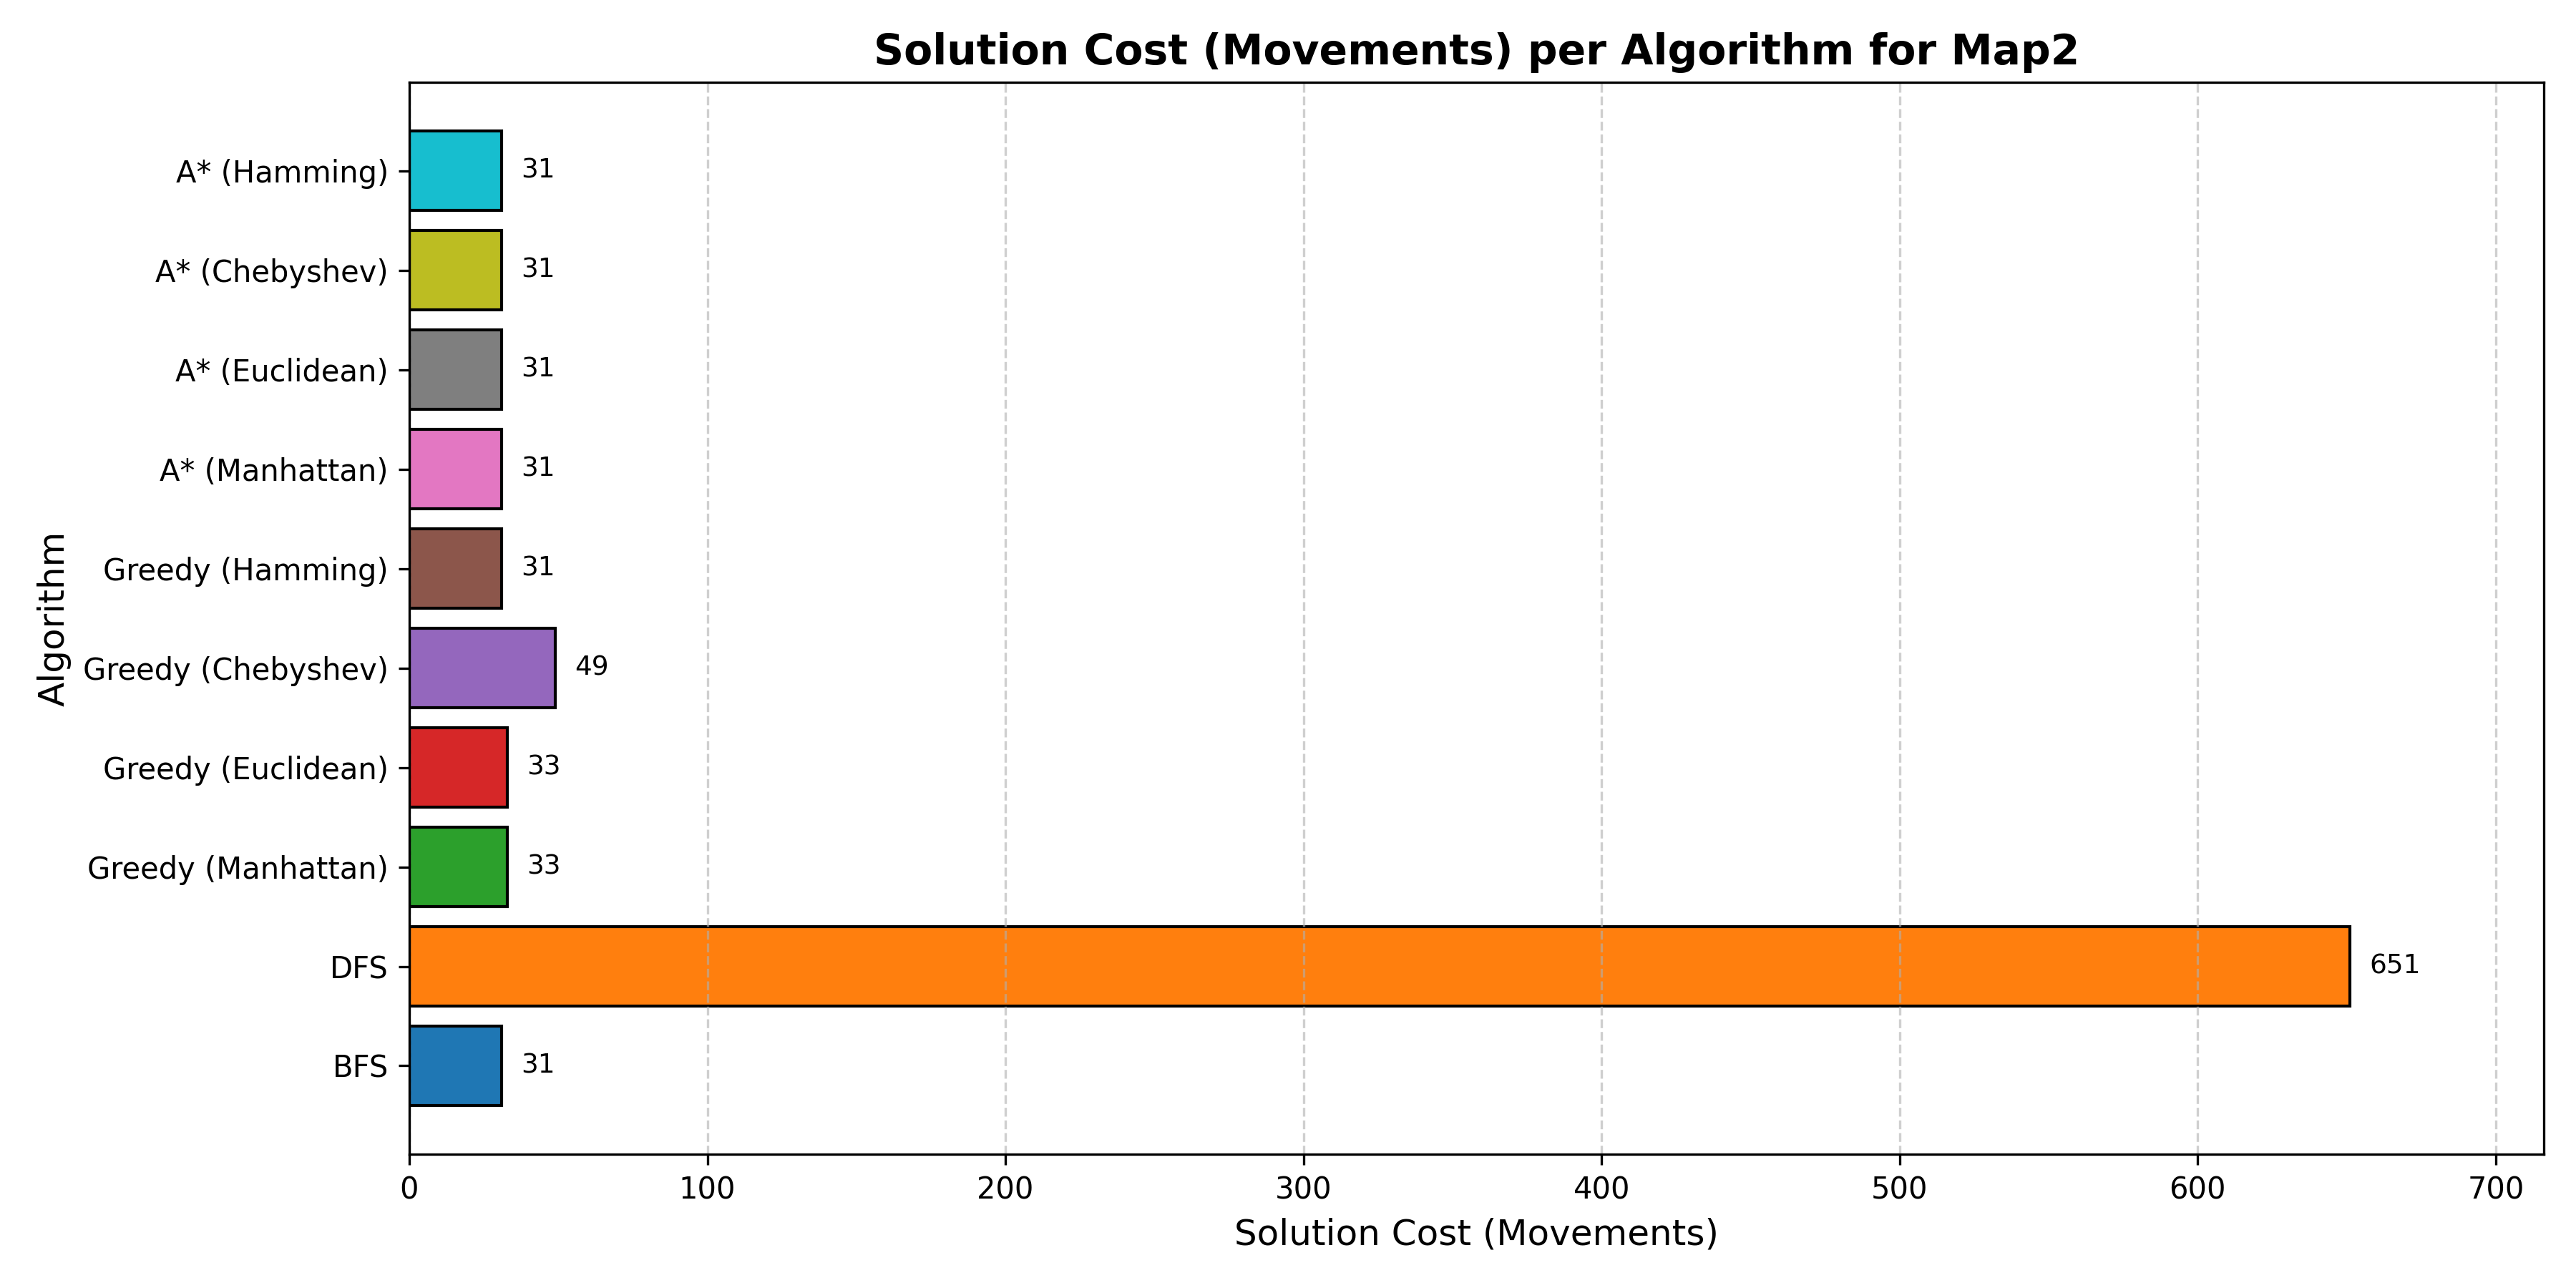 Solution Cost (Movements) per Algorithm for Map2
Algorithm
A* (Hamming) 31
A* (Chebyshev) 31
A* (Euclidean) 31
A* (Manhattan) 31
Greedy (Hamming) 31
Greedy (Chebyshev) 49
Greedy (Euclidean) 33
Greedy (Manhattan) 33
DFS 651
BFS 31
0 100 200 300 400 500 600 700
Solution Cost (Movements)